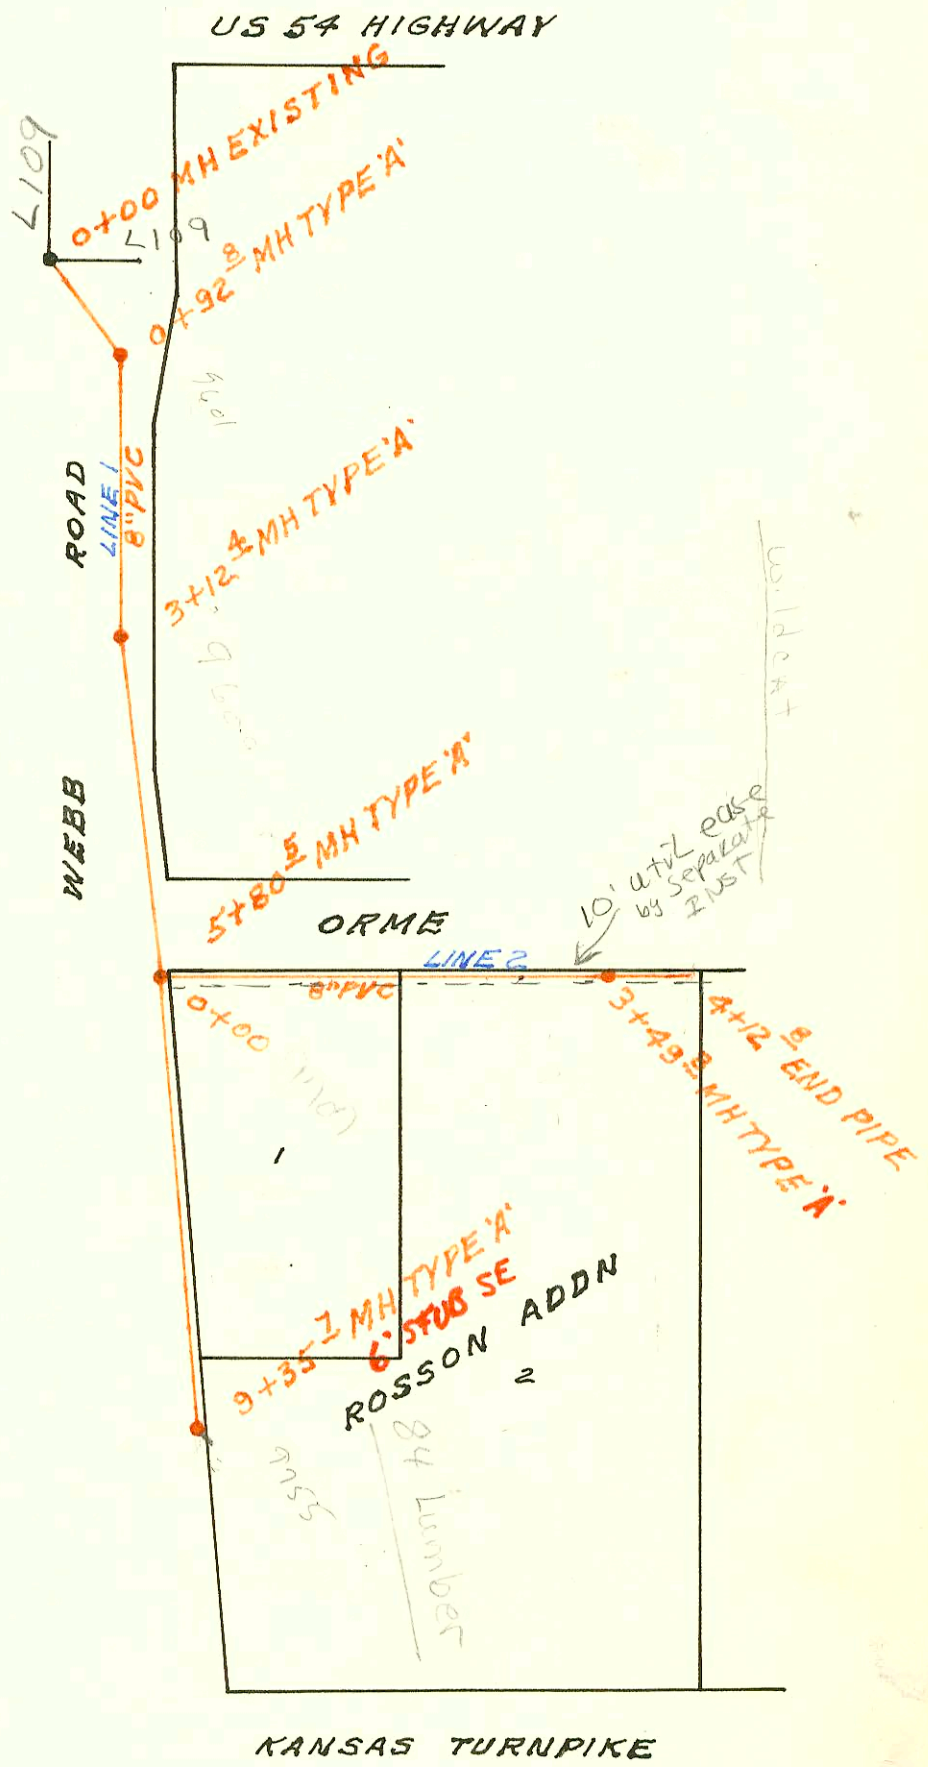 US 54 HIGHWAY
L109
0+00 MH EXISTING
L109
0+92 8 MH TYPE 'A'
ROAD
LINE 1
8" PVC
3+12 4 MH TYPE 'A'
Wildcat
WEBB
5+80 5 MH TYPE 'A'
10' util ease
by Separate
INST
ORME
LINE 2
8" PVC
0+00
3+49 8 MH TYPE 'A'
4+12 8 END PIPE
1
9+35 7 MH TYPE 'A'
6' STUB SE
ROSSON ADDN
2
84 Lumber
KANSAS TURNPIKE